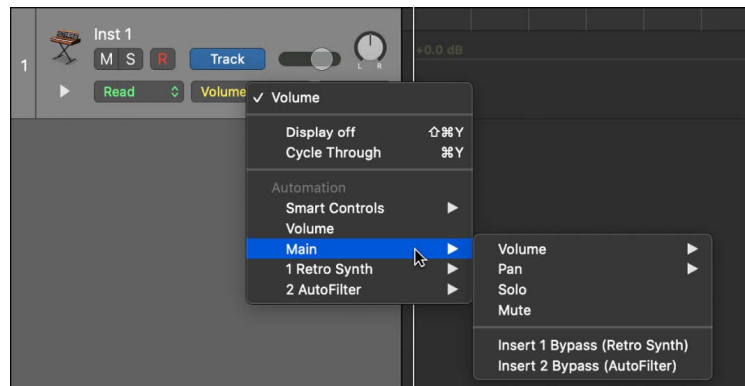 Inst 1
1
M S R Track
L R
+0.0 dB
Read Volume
✓ Volume
Display off ⇧⌘Y
Cycle Through ⌘Y
Automation
Smart Controls
Volume
Main
1 Retro Synth
2 AutoFilter
Volume
Pan
Solo
Mute
Insert 1 Bypass (Retro Synth)
Insert 2 Bypass (AutoFilter)